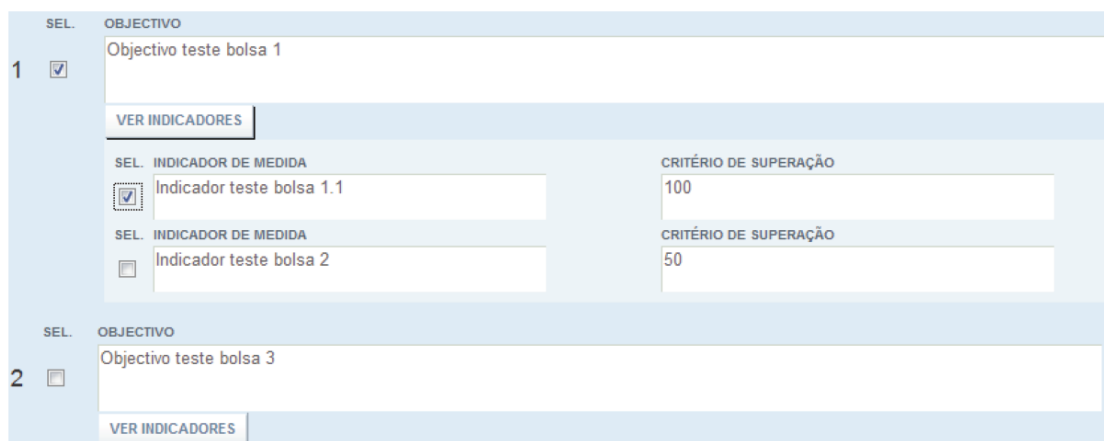 SEL. OBJECTIVO
1 Objectivo teste bolsa 1
VER INDICADORES
SEL. INDICADOR DE MEDIDA CRITÉRIO DE SUPERAÇÃO
Indicador teste bolsa 1.1 100
SEL. INDICADOR DE MEDIDA CRITÉRIO DE SUPERAÇÃO
Indicador teste bolsa 2 50
SEL. OBJECTIVO
2 Objectivo teste bolsa 3
VER INDICADORES